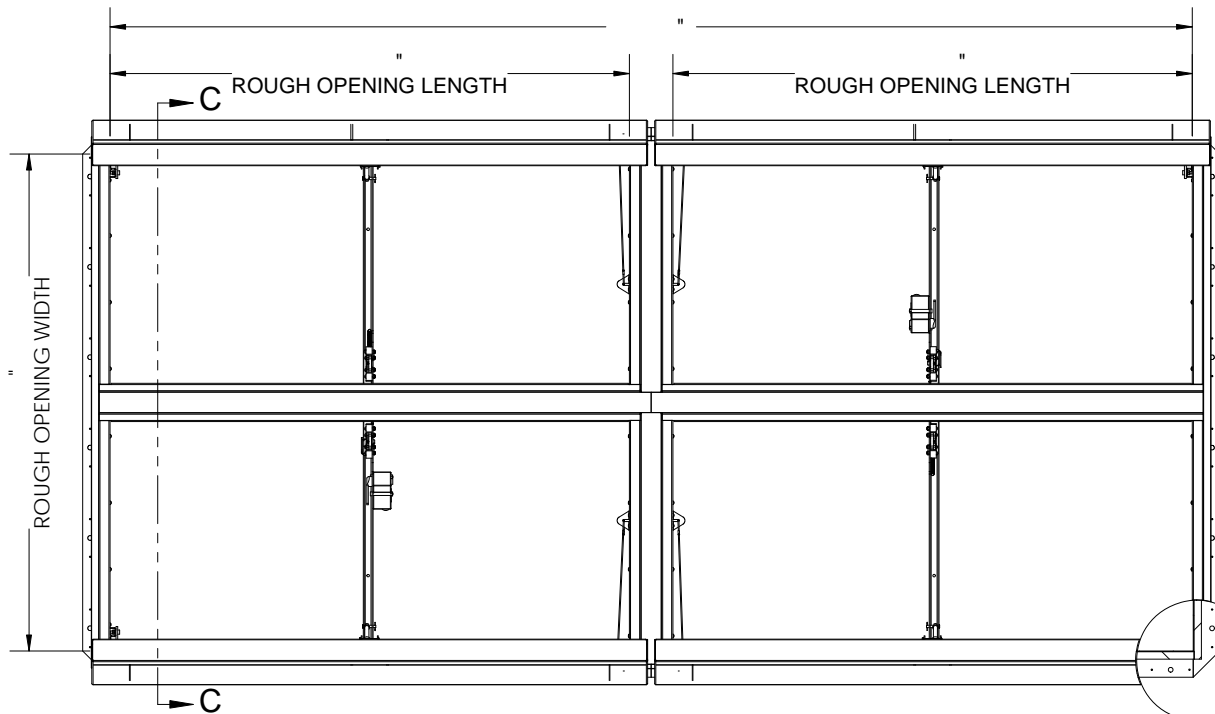 "
"
"
ROUGH OPENING LENGTH
ROUGH OPENING LENGTH
C
"
ROUGH OPENING WIDTH
C